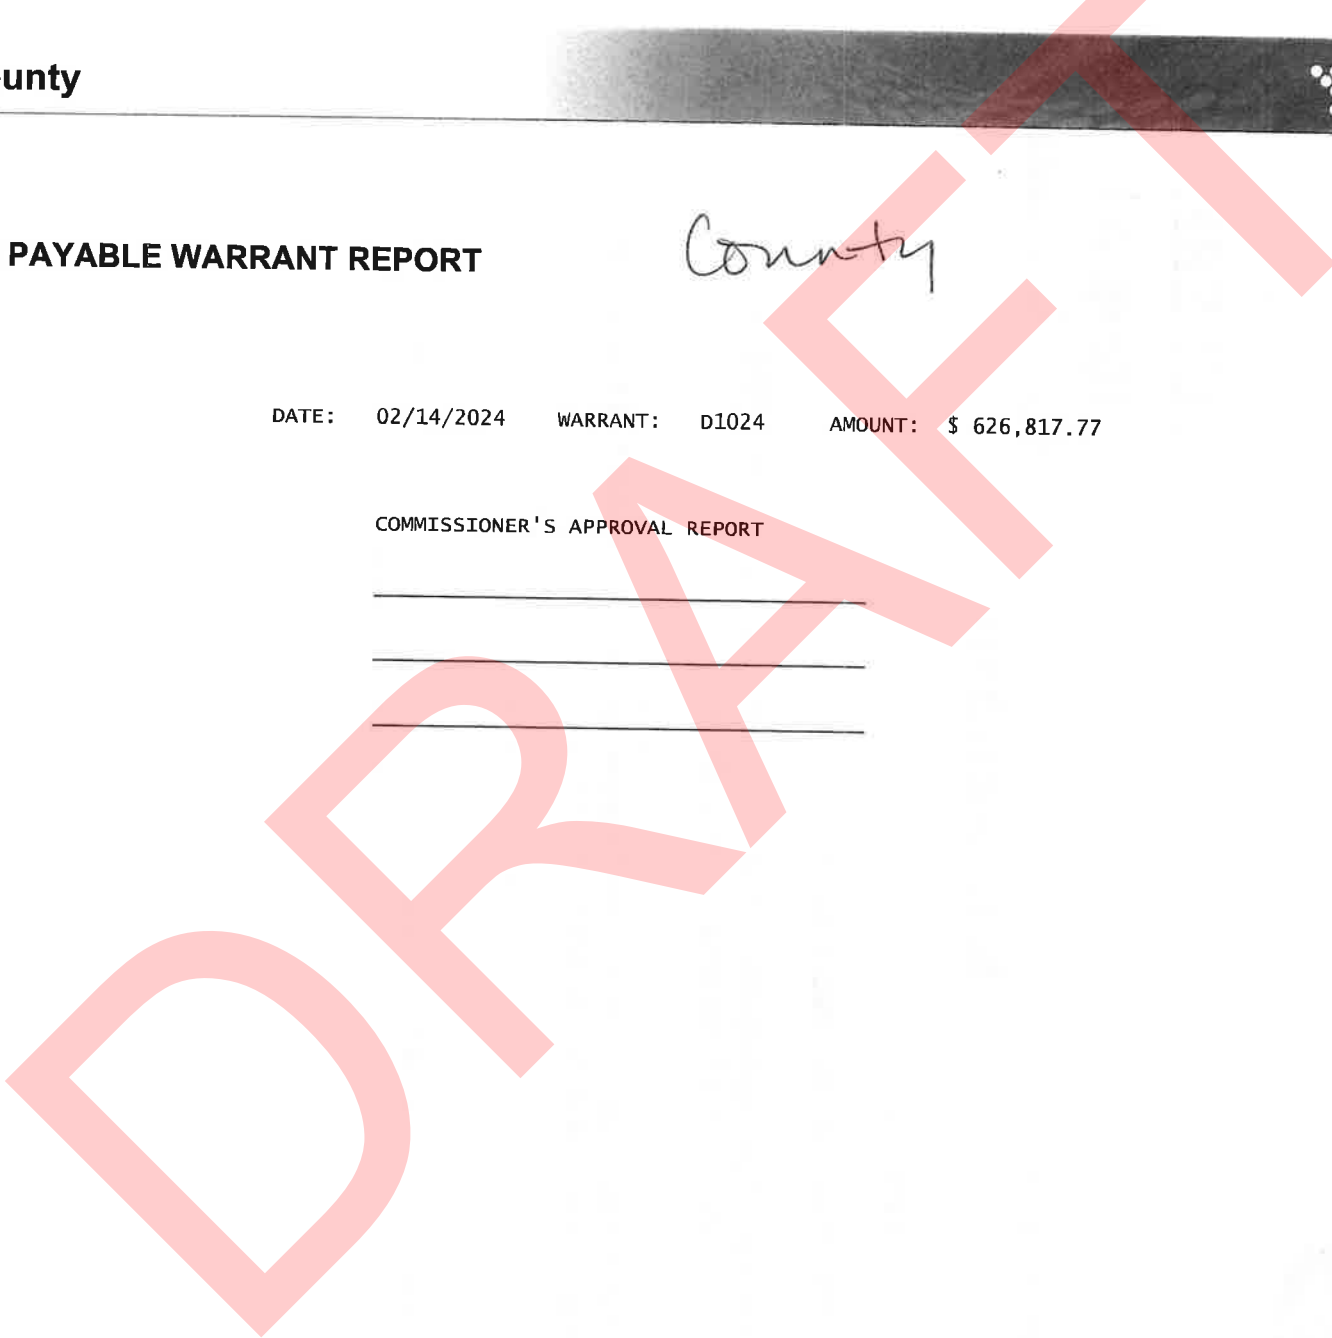 unty
PAYABLE WARRANT REPORT
County
DATE: 02/14/2024 WARRANT: D1024 AMOUNT: $ 626,817.77
COMMISSIONER'S APPROVAL REPORT
DRAFT